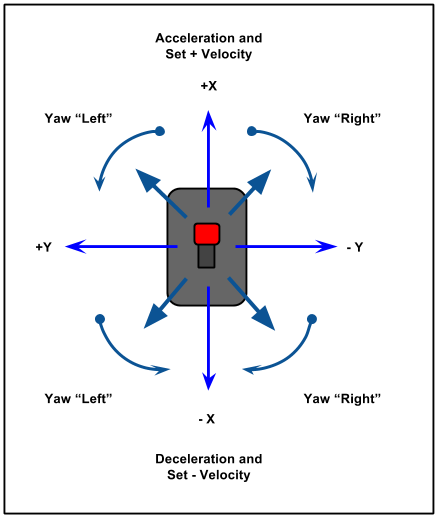 Acceleration and
Set + Velocity
+X
Yaw “Left”
Yaw “Right”
+Y
- Y
Yaw “Left”
Yaw “Right”
- X
Deceleration and
Set - Velocity